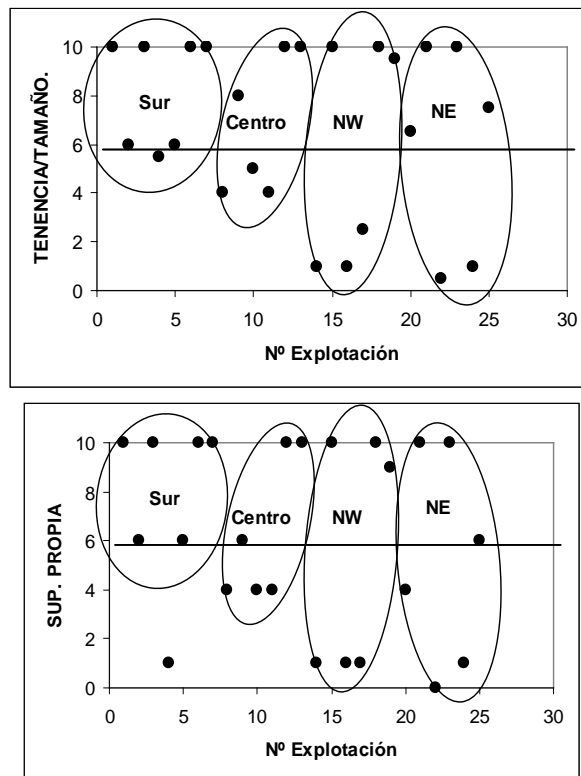 10
8
6
4
2
0
TENENCIA/TAMAÑO.
Sur
Centro
NW
NE
0 5 10 15 20 25 30
Nº Explotación
10
8
6
4
2
0
SUP. PROPIA
Sur
Centro
NW
NE
0 5 10 15 20 25 30
Nº Explotación